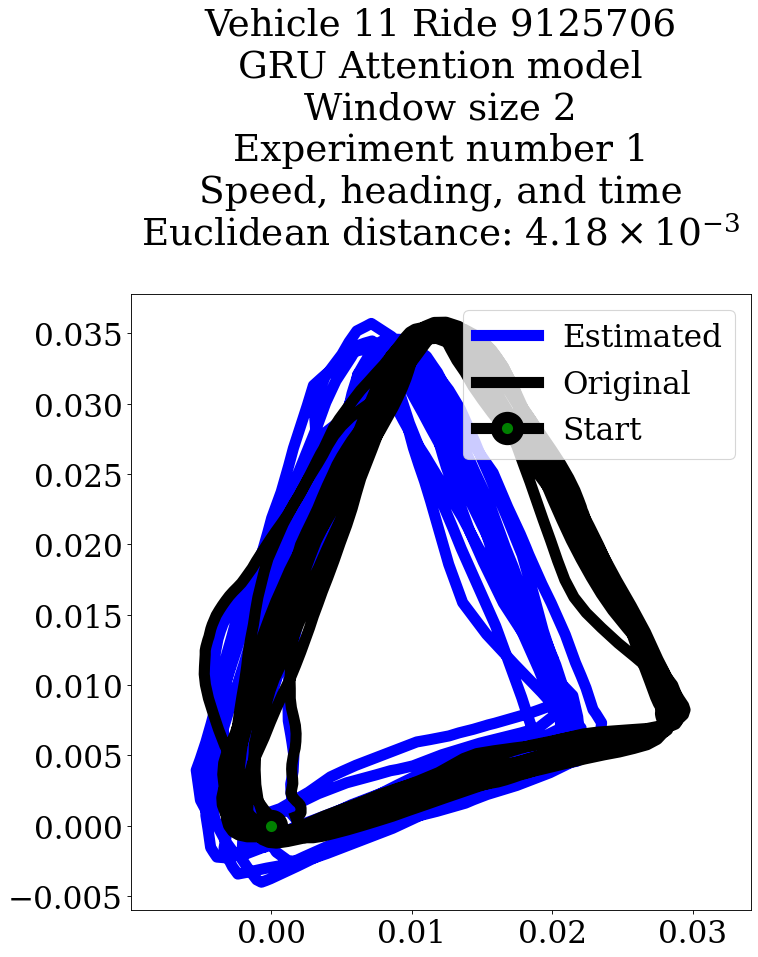 Vehicle 11 Ride 9125706
GRU Attention model
Window size 2
Experiment number 1
Speed, heading, and time
Euclidean distance: 4.18 × 10⁻³
Estimated
Original
Start
0.035
0.030
0.025
0.020
0.015
0.010
0.005
0.000
−0.005
0.00 0.01 0.02 0.03